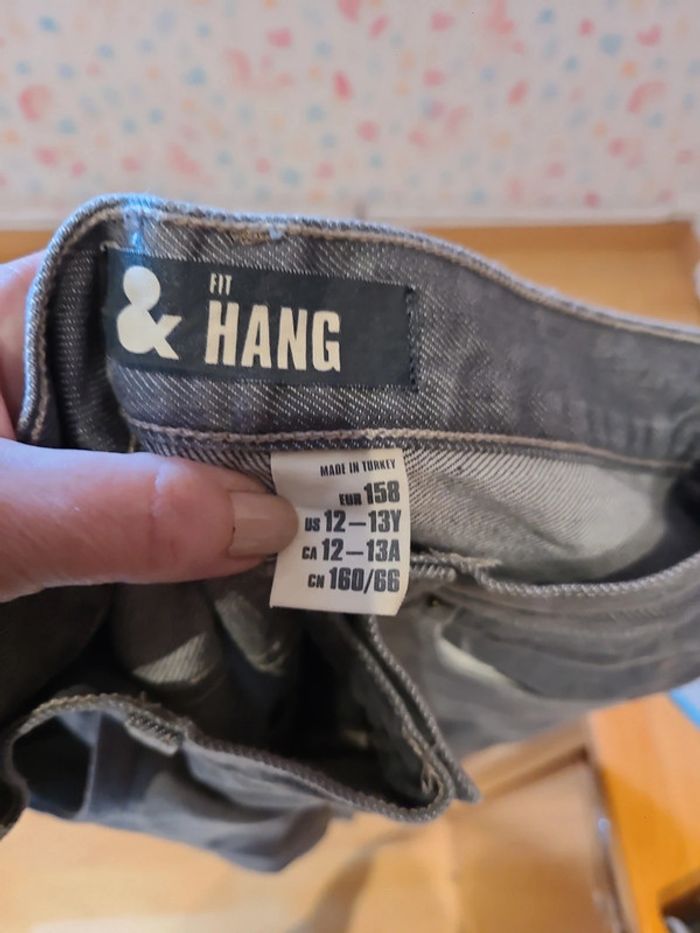 & FIT
HANG
MADE IN TURKEY
EUR 158
US 12-13Y
CA 12-13A
CN 160/66